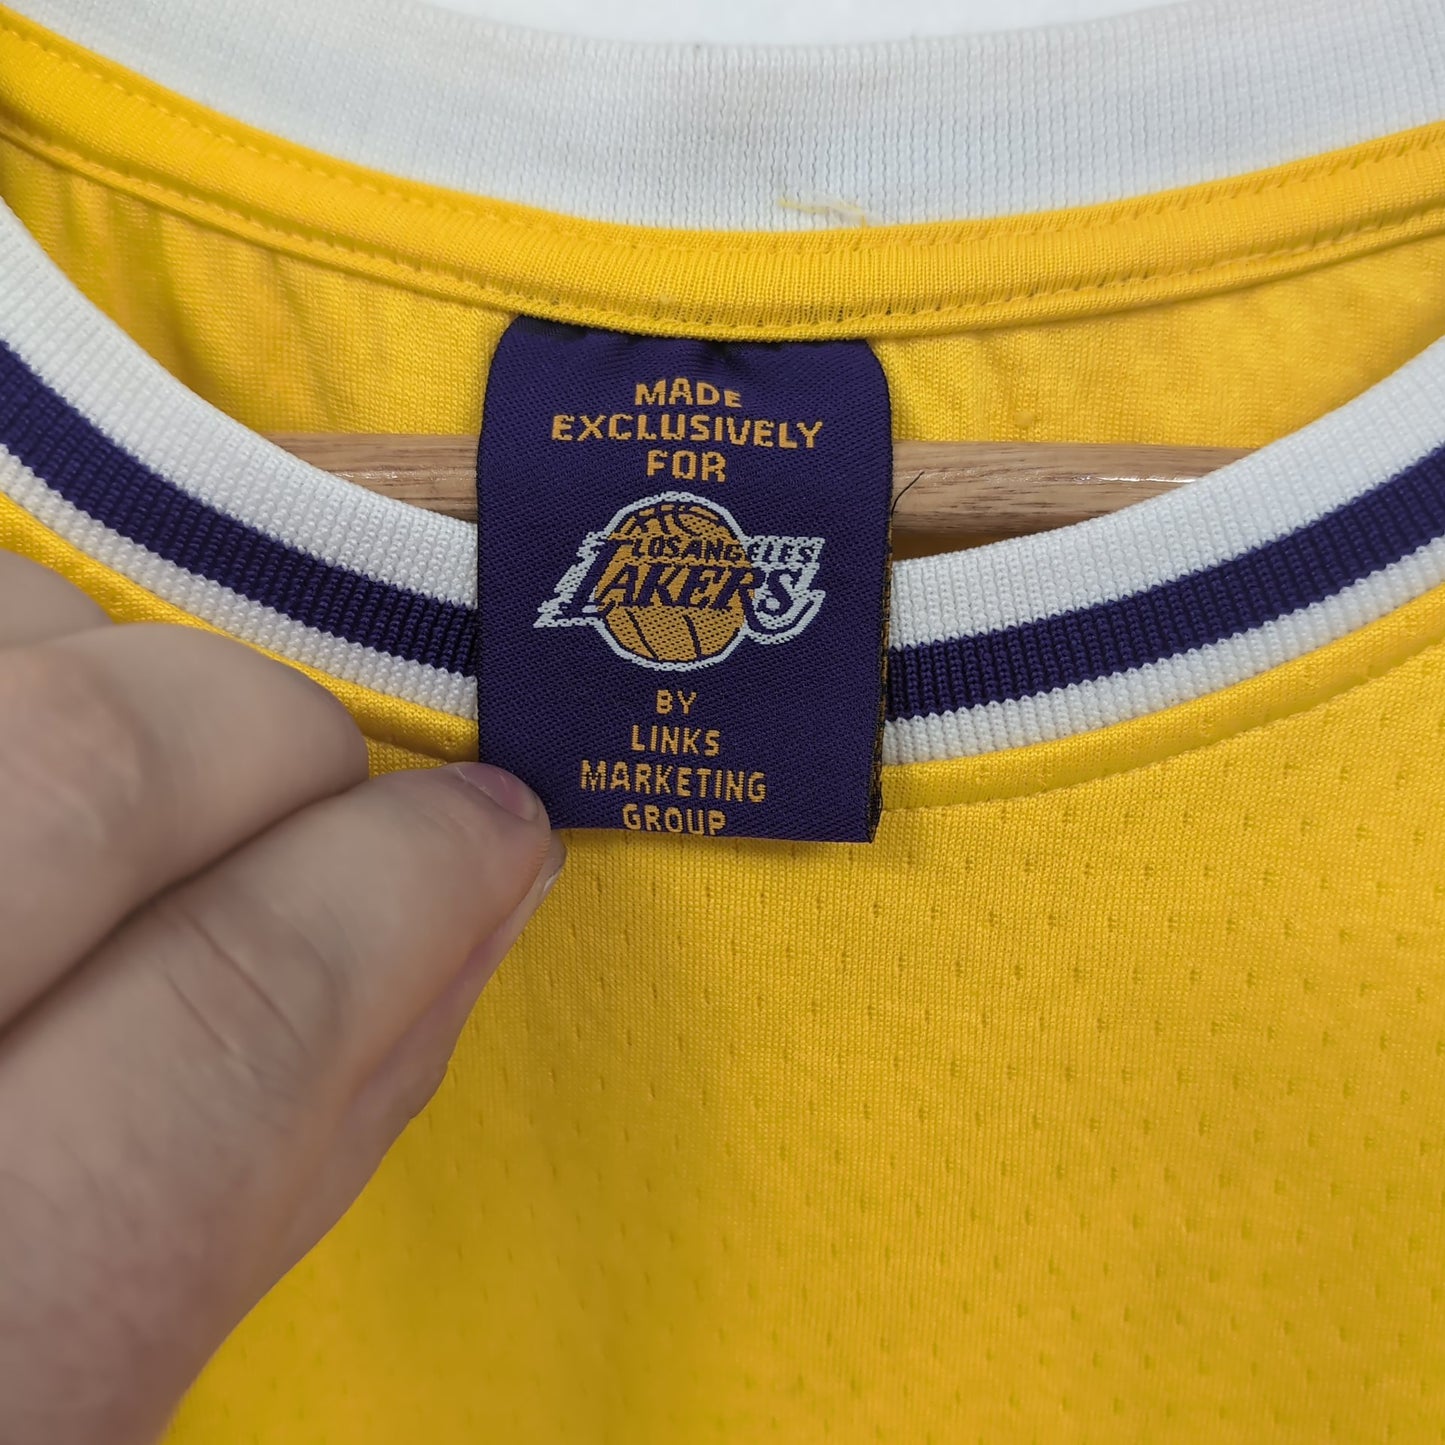 MADE
EXCLUSIVELY
FOR
LOS ANGELES
LAKERS
BY
LINKS
MARKETING
GROUP